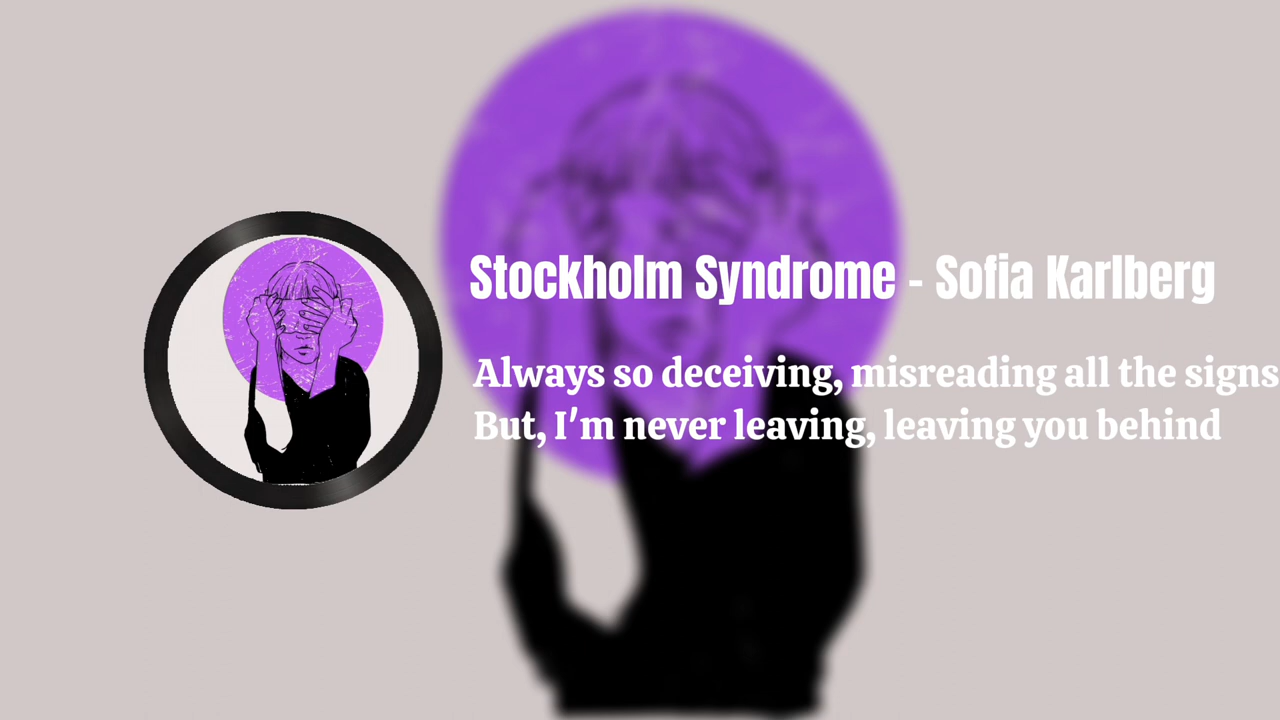 Stockholm Syndrome - Sofia Karlberg
Always so deceiving, misreading all the signs
But, I'm never leaving, leaving you behind